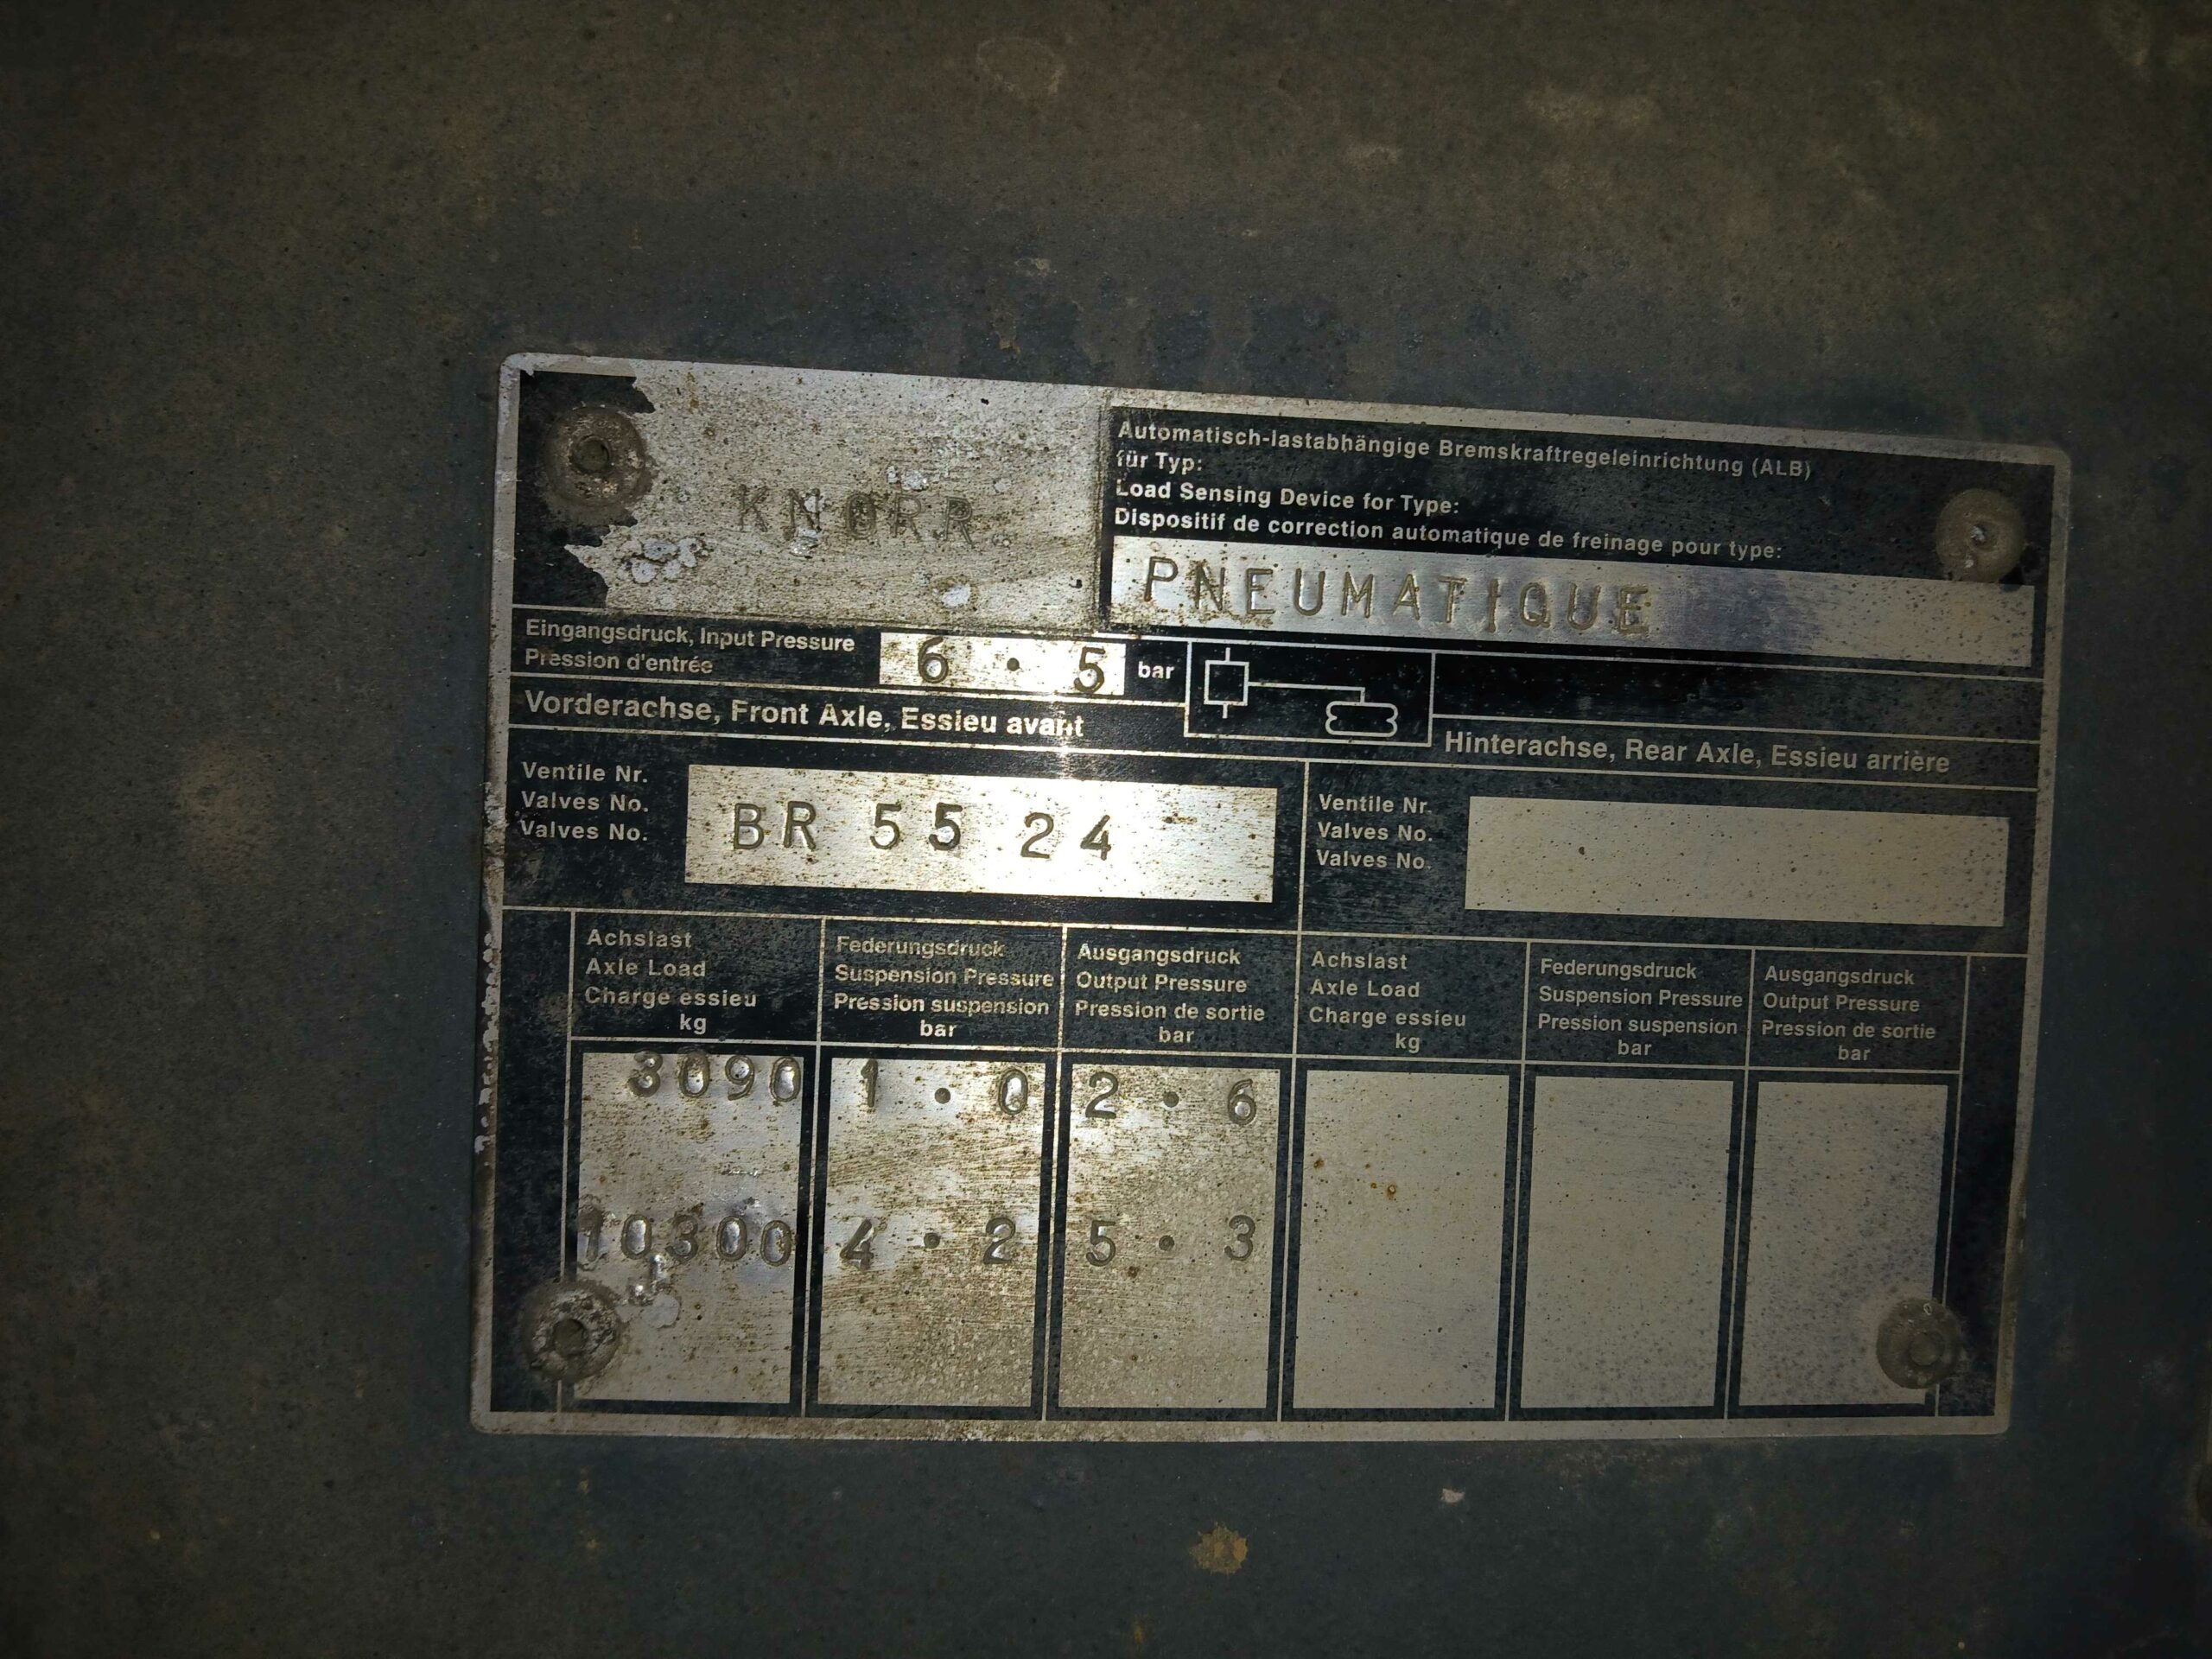 KNORR.
Automatisch-lastabhängige Bremskraftregeleinrichtung (ALB)
für Typ:
Load Sensing Device for Type:
Dispositif de correction automatique de freinage pour type:
PNEUMATIQUE
Eingangsdruck, Input Pressure
Pression d'entrée
6 · 5 bar
Vorderachse, Front Axle, Essieu avant
Hinterachse, Rear Axle, Essieu arrière
Ventile Nr.
Valves No.
Valves No.
BR 55 24
Ventile Nr.
Valves No.
Valves No.
Achslast
Axle Load
Charge essieu
kg
Federungsdruck
Suspension Pressure
Pression suspension
bar
Ausgangsdruck
Output Pressure
Pression de sortie
bar
Achslast
Axle Load
Charge essieu
kg
Federungsdruck
Suspension Pressure
Pression suspension
bar
Ausgangsdruck
Output Pressure
Pression de sortie
bar
3090 1 · 0 2 · 6
10300 4 · 2 5 · 3